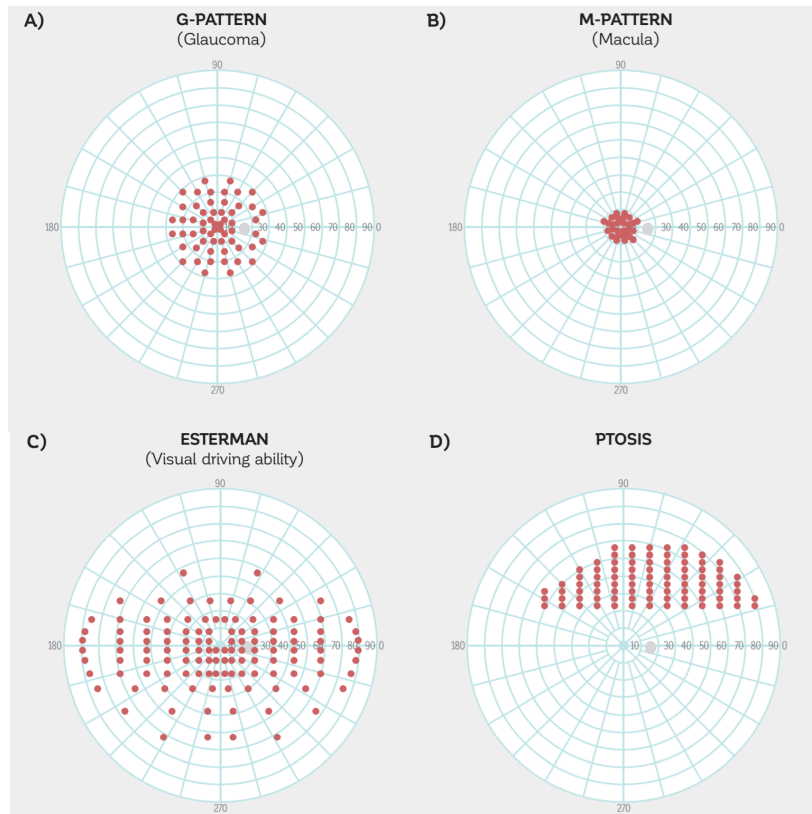 A)
G-PATTERN
(Glaucoma)
90
180
30 40 50 60 70 80 90 0
270
B)
M-PATTERN
(Macula)
90
180
30 40 50 60 70 80 90 0
270
C)
ESTERMAN
(Visual driving ability)
90
180
30 40 50 60 70 80 90 0
270
D)
PTOSIS
90
180
10 30 40 50 60 70 80 90 0
270